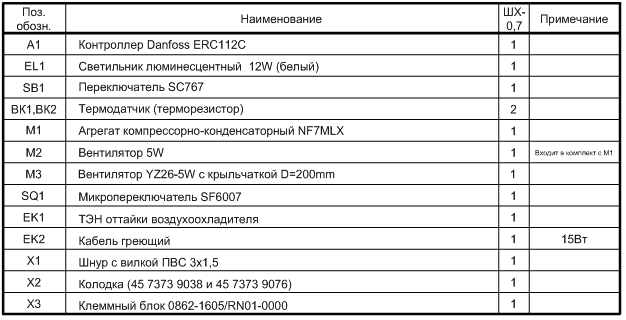 Поз. обозн. Наименование ШХ-0,7 Примечание
A1 Контроллер Danfoss ERC112C 1
EL1 Светильник люминесцентный 12W (белый) 1
SB1 Переключатель SC767 1
BK1,BK2 Термодатчик (терморезистор) 2
M1 Агрегат компрессорно-конденсаторный NF7MLX 1
M2 Вентилятор 5W 1 Входит в комплект с М1
M3 Вентилятор YZ26-5W с крыльчаткой D=200mm 1
SQ1 Микропереключатель SF6007 1
EK1 ТЭН оттайки воздухоохладителя 1
EK2 Кабель греющий 1 15Вт
X1 Шнур с вилкой ПВС 3х1,5 1
X2 Колодка (45 7373 9038 и 45 7373 9076) 1
X3 Клеммный блок 0862-1605/RN01-0000 1